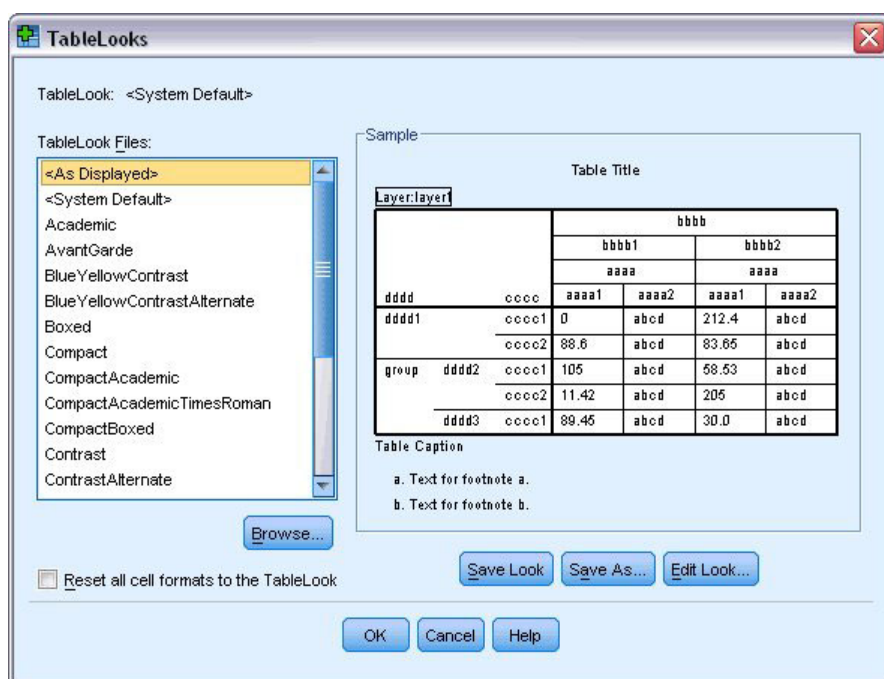 TableLooks
TableLook: <System Default>
TableLook Files:
<As Displayed>
<System Default>
Academic
AvantGarde
BlueYellowContrast
BlueYellowContrastAlternate
Boxed
Compact
CompactAcademic
CompactAcademicTimesRoman
CompactBoxed
Contrast
ContrastAlternate
Browse...
Reset all cell formats to the TableLook
Sample
Table Title
Layer:layer1
bbbb
bbbb1 bbbb2
aaaa aaaa
dddd cccc aaaa1 aaaa2 aaaa1 aaaa2
dddd1 cccc1 0 abcd 212.4 abcd
cccc2 88.6 abcd 83.65 abcd
group dddd2 cccc1 105 abcd 58.53 abcd
cccc2 11.42 abcd 205 abcd
dddd3 cccc1 89.45 abcd 30.0 abcd
Table Caption
a. Text for footnote a.
b. Text for footnote b.
Save Look Save As... Edit Look...
OK Cancel Help